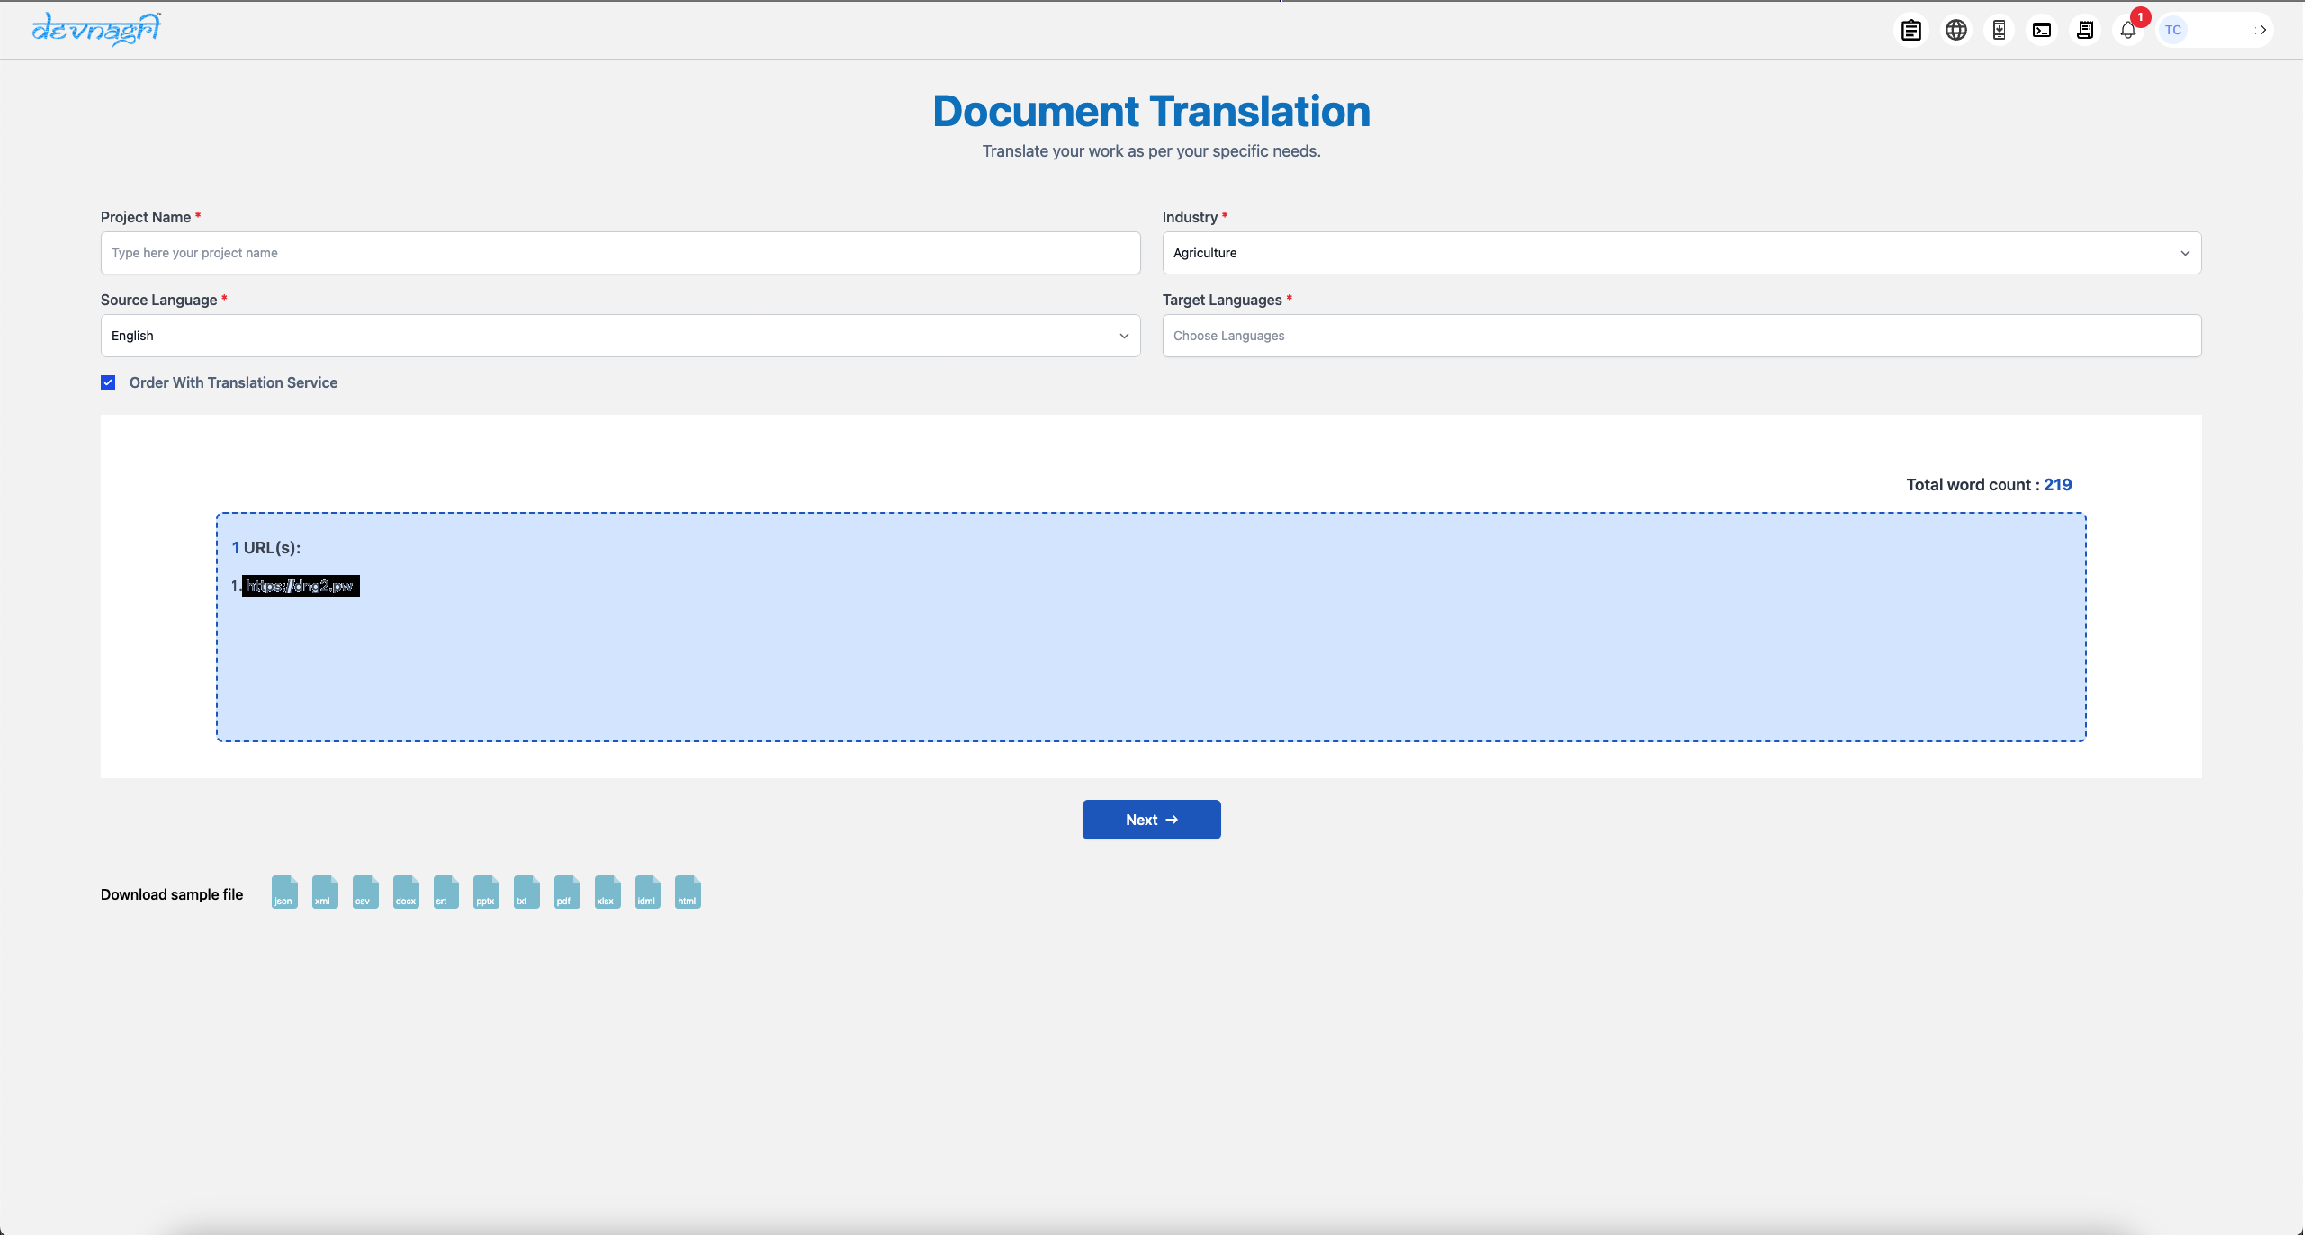 devnagri
1
TC
Document Translation
Translate your work as per your specific needs.
Project Name *
Industry *
Type here your project name
Agriculture
Source Language *
Target Languages *
English
Choose Languages
Order With Translation Service
Total word count : 219
1 URL(s):
1. https://dng2.pw
Next →
Download sample file
json xml csv docx srt pptx txt pdf xlsx idml html